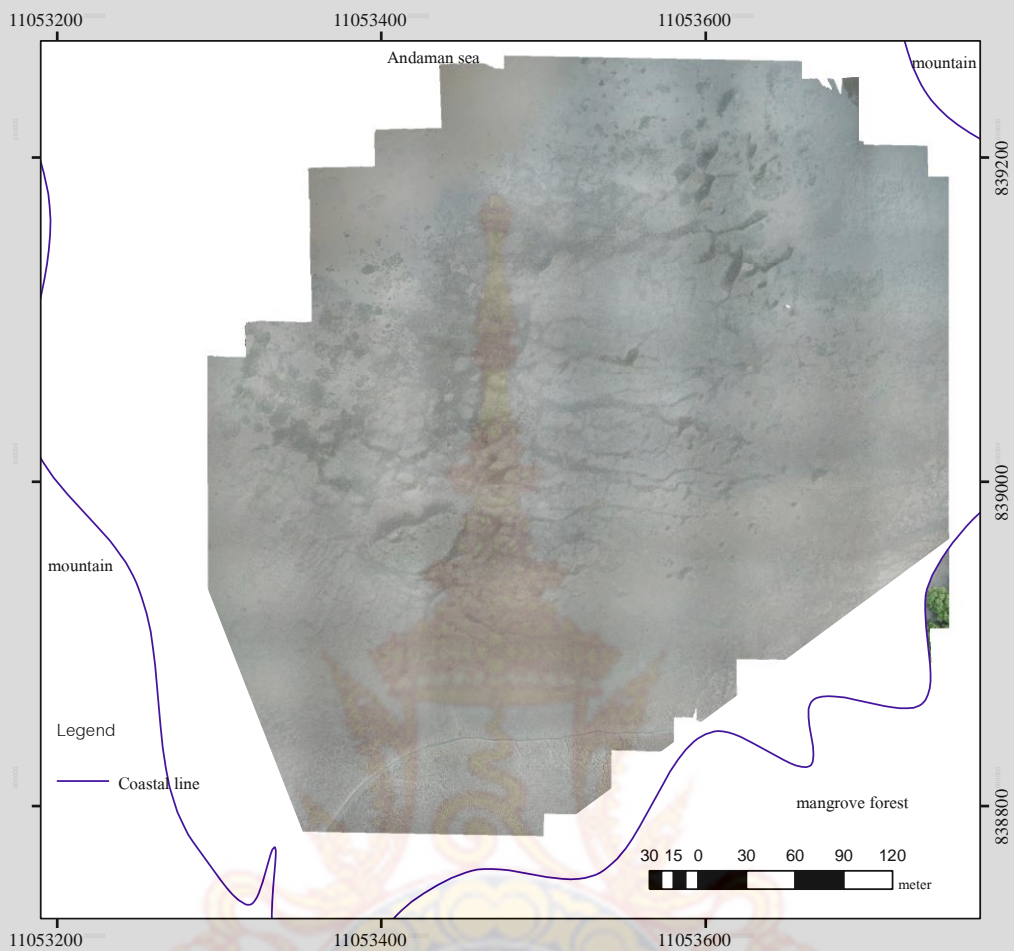 11053200 11053400 11053600
Andaman sea
mountain
839200
839000
mountain
Legend
Coastal line
mangrove forest
838800
30 15 0 30 60 90 120
meter
11053200 11053400 11053600